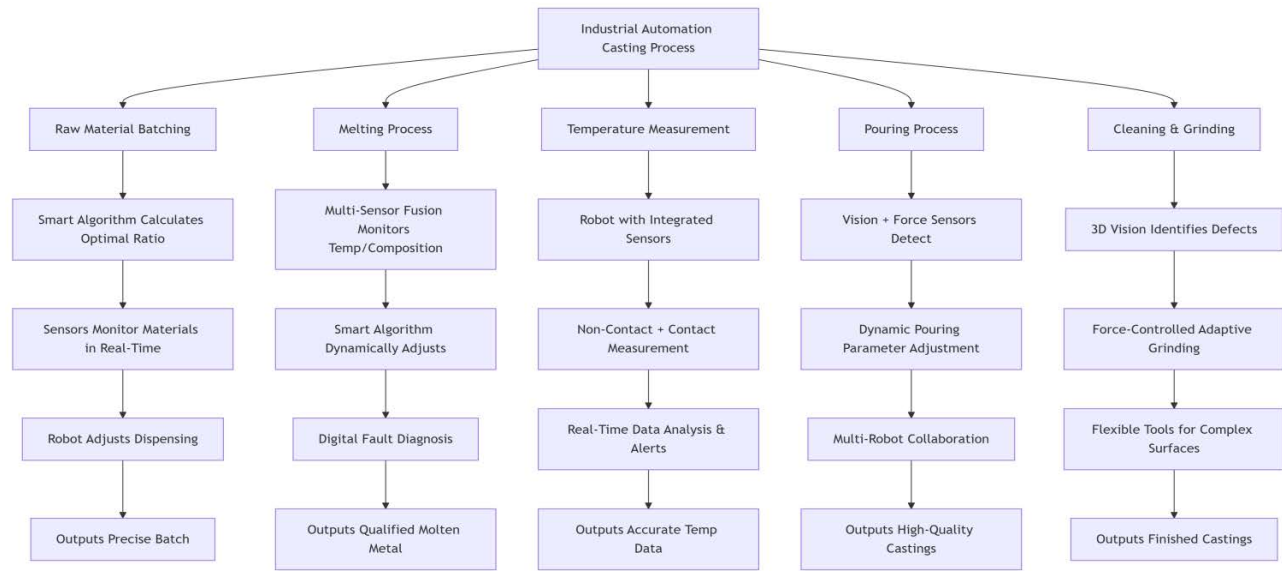 Industrial Automation
Casting Process
Raw Material Batching
Melting Process
Temperature Measurement
Pouring Process
Cleaning & Grinding
Smart Algorithm Calculates
Optimal Ratio
Multi-Sensor Fusion
Monitors
Temp/Composition
Robot with Integrated
Sensors
Vision + Force Sensors
Detect
3D Vision Identifies Defects
Sensors Monitor Materials
in Real-Time
Smart Algorithm
Dynamically Adjusts
Non-Contact + Contact
Measurement
Dynamic Pouring
Parameter Adjustment
Force-Controlled Adaptive
Grinding
Robot Adjusts Dispensing
Digital Fault Diagnosis
Real-Time Data Analysis &
Alerts
Multi-Robot Collaboration
Flexible Tools for Complex
Surfaces
Outputs Precise Batch
Outputs Qualified Molten
Metal
Outputs Accurate Temp
Data
Outputs High-Quality
Castings
Outputs Finished Castings